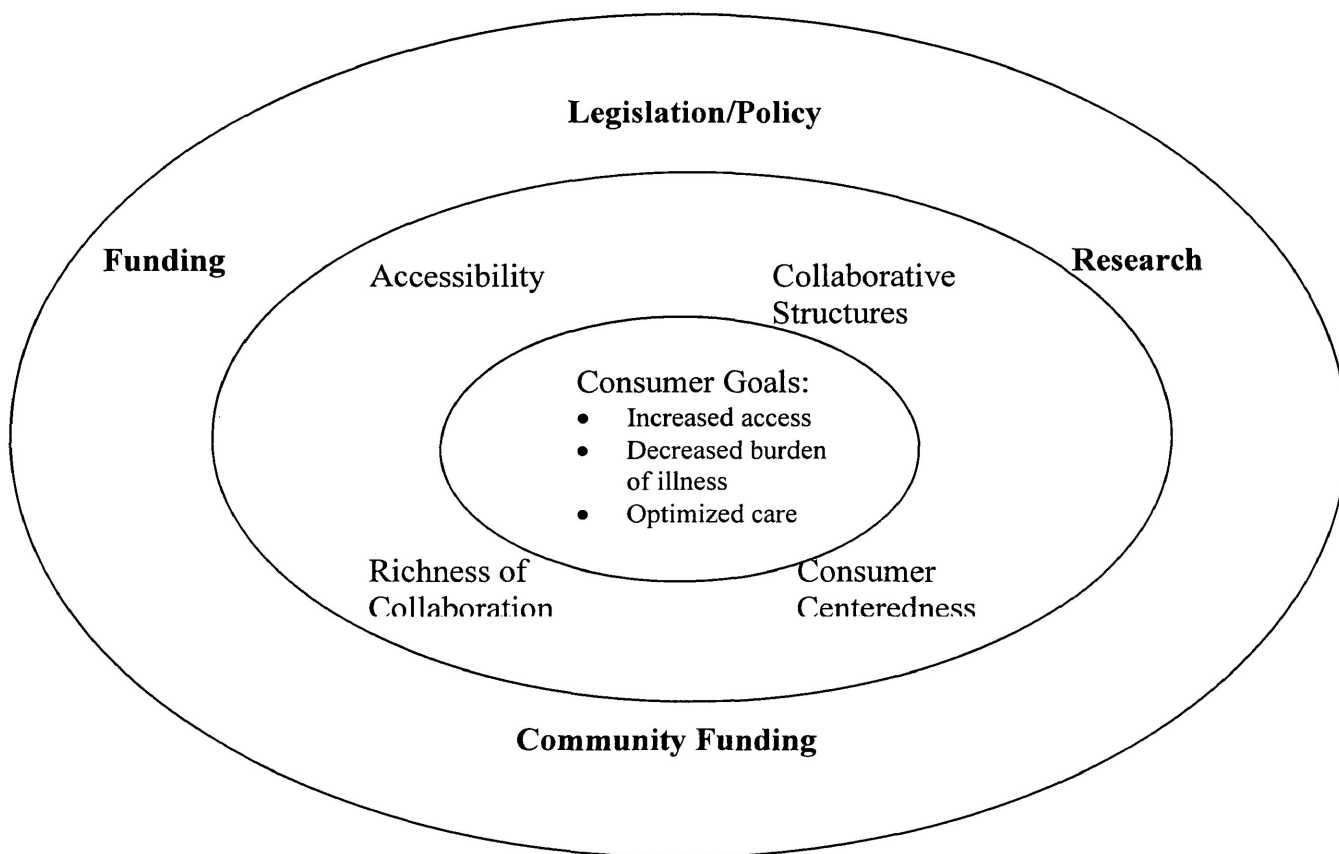 Legislation/Policy
Funding
Research
Accessibility
Collaborative
Structures
Consumer Goals:
• Increased access
• Decreased burden
of illness
• Optimized care
Richness of
Collaboration
Consumer
Centeredness
Community Funding